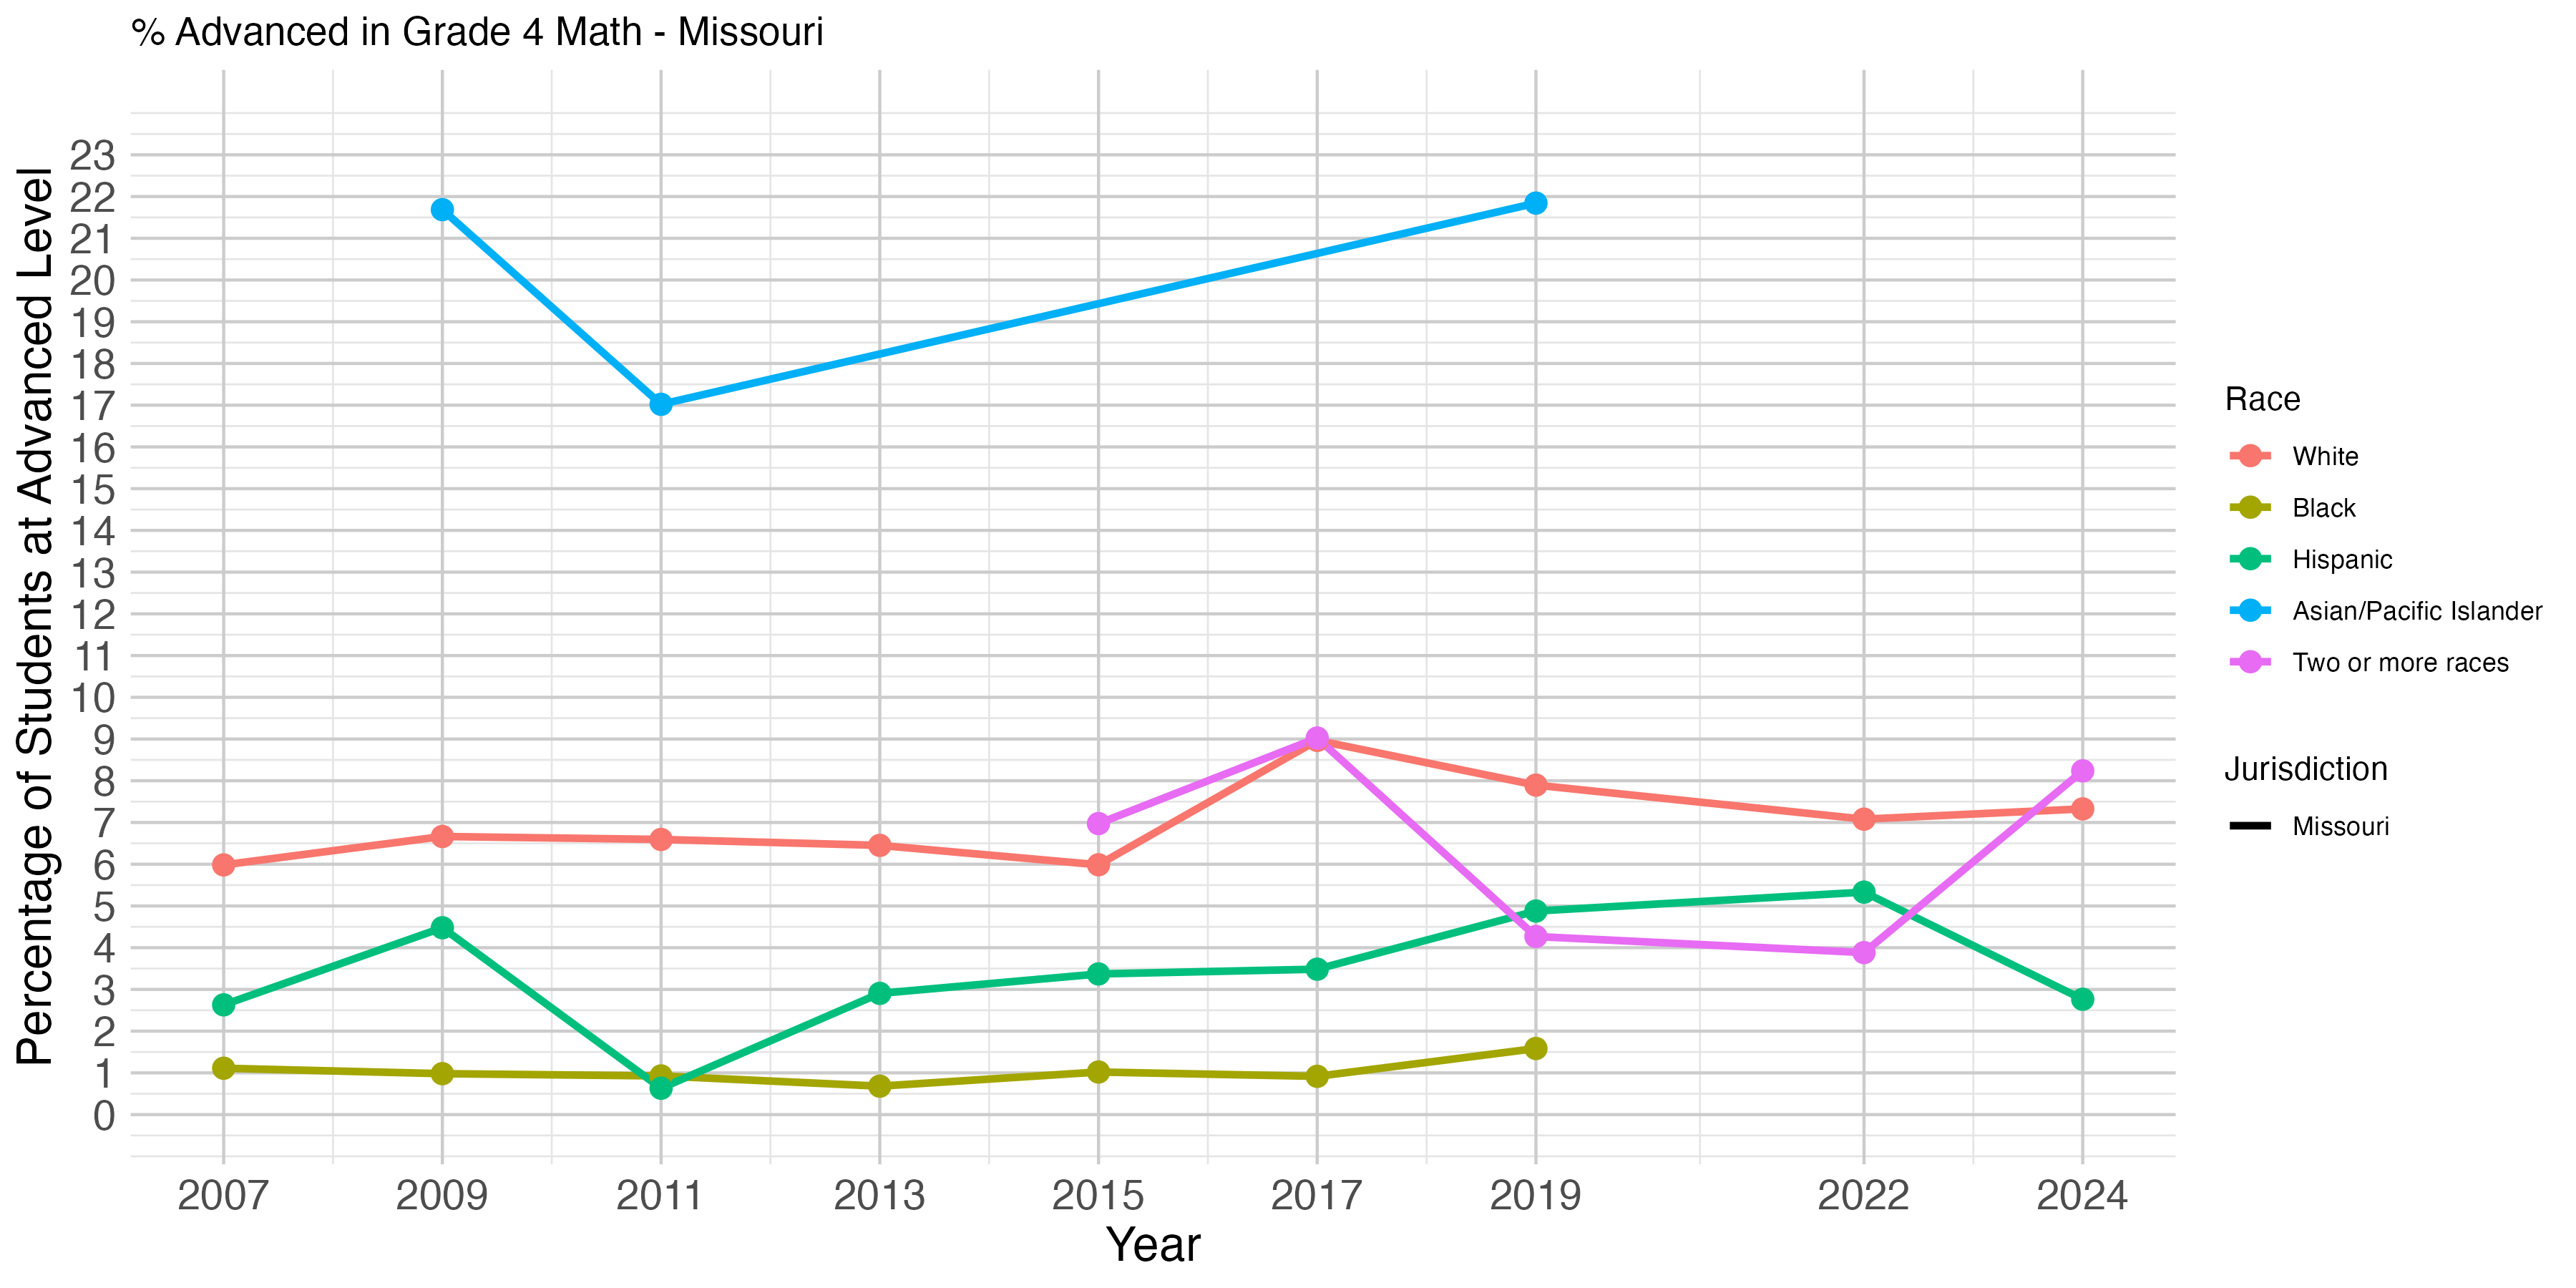 % Advanced in Grade 4 Math - Missouri
Percentage of Students at Advanced Level
23
22
21
20
19
18
17
16
15
14
13
12
11
10
9
8
7
6
5
4
3
2
1
0
2007 2009 2011 2013 2015 2017 2019 2022 2024
Year
Race
White
Black
Hispanic
Asian/Pacific Islander
Two or more races
Jurisdiction
Missouri